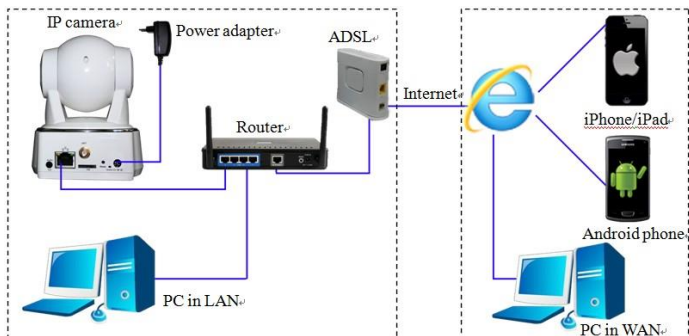 IP camera
Power adapter
ADSL
Internet
Router
iPhone/iPad
Android phone
PC in LAN
PC in WAN